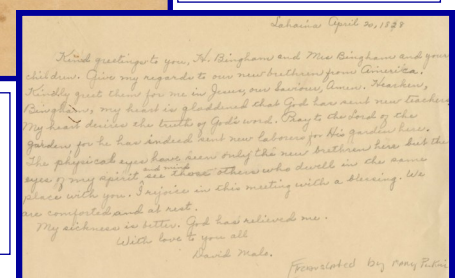 Lahaina April 2, 1828
Kind greetings to you, H. Bingham and Mrs Bingham and your
children. Give my regards to our new brethren from America.
Kindly greet them for me in Jesus, our Saviour, Amen. Hearken,
Bingham, my heart is gladdened that God has sent new teachers
My heart desires the truth of God's word. Pray to the Lord of the
garden for he has indeed sent new laborers for His garden here.
The physical eyes have seen only the new brethren here but the
eyes of my spirit and mind see those others who dwell in the same
place with you. I rejoice in this meeting with a blessing. We
are comforted and at rest.
My sickness is better. God has relieved me.
With love to you all
David Malo.
Translated by Mary